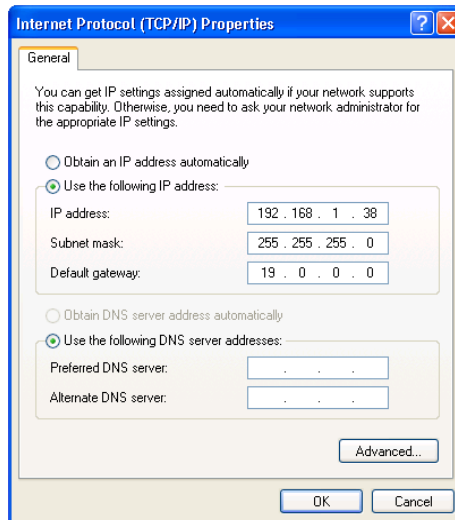 Internet Protocol (TCP/IP) Properties
General
You can get IP settings assigned automatically if your network supports
this capability. Otherwise, you need to ask your network administrator for
the appropriate IP settings.
Obtain an IP address automatically
Use the following IP address:
IP address: 192 . 168 . 1 . 38
Subnet mask: 255 . 255 . 255 . 0
Default gateway: 19 . 0 . 0 . 0
Obtain DNS server address automatically
Use the following DNS server addresses:
Preferred DNS server: . . .
Alternate DNS server: . . .
Advanced...
OK Cancel